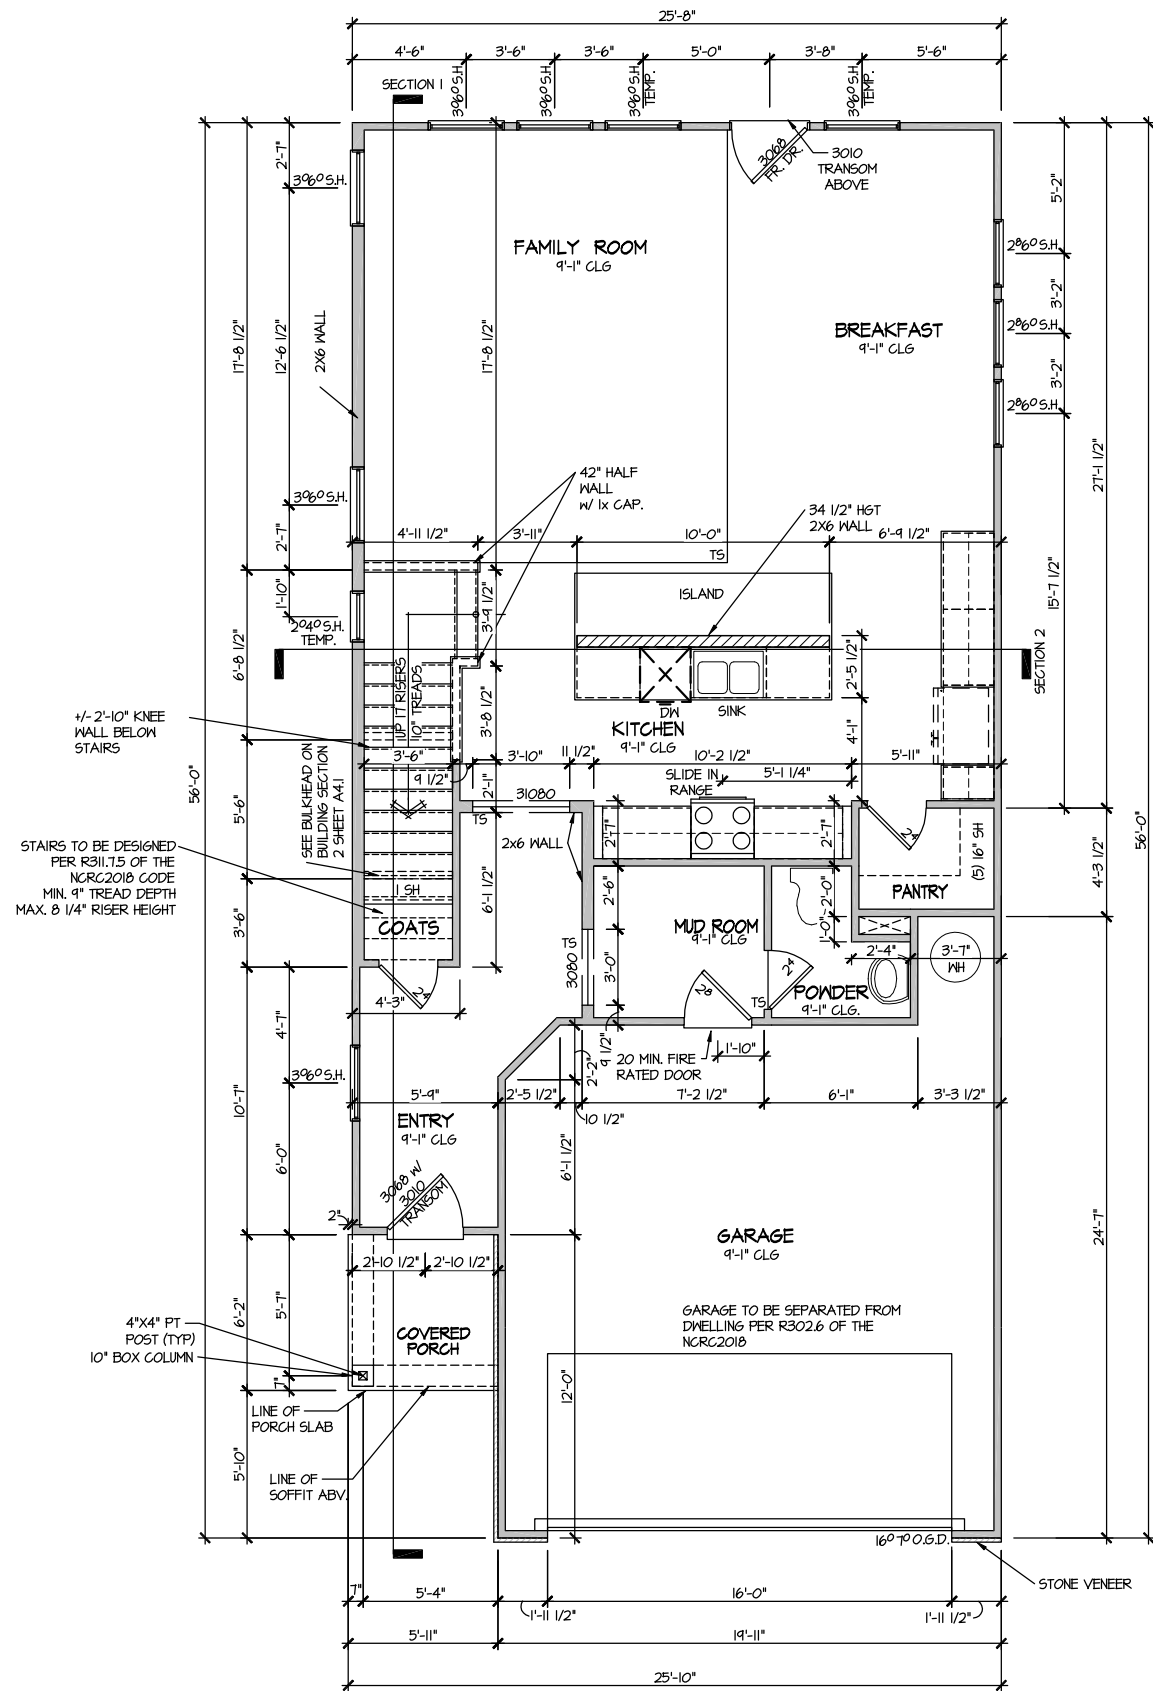 25'-8"
4'-6"
3'-6"
3'-6"
5'-0"
3'-8"
5'-6"
SECTION 1
3⁰6⁰ S.H.
3⁰6⁰ S.H.
3⁰6⁰ S.H.
TEMP.
3⁰6⁰ S.H.
TEMP.
3068
FR. DR.
3010
TRANSOM
ABOVE
2'-7"
3⁰6⁰ S.H.
5'-2"
FAMILY ROOM
9'-1" CLG
2⁸6⁰ S.H.
3'-2"
BREAKFAST
9'-1" CLG
2⁸6⁰ S.H.
3'-2"
2⁸6⁰ S.H.
17'-8 1/2"
12'-6 1/2"
2X6 WALL
17'-8 1/2"
27'-1 1/2"
42" HALF
WALL
W/ 1x CAP.
3⁰6⁰ S.H.
34 1/2" HGT
2X6 WALL
2'-7"
4'-11 1/2"
3'-11"
10'-0"
6'-9 1/2"
TS
15'-7 1/2"
1'-10"
ISLAND
3'-9 1/2"
2⁰4⁰ S.H.
TEMP.
6'-8 1/2"
SECTION 2
UP 17 RISERS
10" TREADS
2'-5 1/2"
DW
SINK
+/- 2'-10" KNEE
WALL BELOW
STAIRS
KITCHEN
9'-1" CLG
3'-8 1/2"
4'-1"
3'-6"
3'-10"
11 1/2"
10'-2 1/2"
5'-11"
9 1/2"
2'-1"
SLIDE IN
RANGE
5'-1 1/4"
56'-0"
SEE BULKHEAD ON
BUILDING SECTION
2 SHEET A4.1
31080
TS
5'-6"
2'-7"
2'-7"
24
56'-0"
STAIRS TO BE DESIGNED
PER R311.7.5 OF THE
NCRC2018 CODE
MIN. 9" TREAD DEPTH
MAX. 8 1/4" RISER HEIGHT
2x6 WALL
(5) 16" SH
4'-3 1/2"
1 SH
6'-1 1/2"
2'-6"
2'-0"
PANTRY
COATS
3'-6"
MUD ROOM
9'-1" CLG
1'-0"
TS
3080
3'-0"
2'-4"
3'-7"
WH
24
24
28
TS
POWDER
9'-1" CLG.
4'-3"
4'-7"
9 1/2"
2'-2"
20 MIN. FIRE
RATED DOOR
1'-10"
3⁰6⁰ S.H.
5'-9"
2'-5 1/2"
7'-2 1/2"
6'-1"
3'-3 1/2"
10 1/2"
10'-7"
ENTRY
9'-1" CLG
6'-0"
6'-1 1/2"
3068 W/
3010
TRANSOM
2"
GARAGE
9'-1" CLG
24'-7"
2'-10 1/2"
2'-10 1/2"
6'-2"
5'-7"
4"X4" PT
POST (TYP)
10" BOX COLUMN
COVERED
PORCH
GARAGE TO BE SEPARATED FROM
DWELLING PER R302.6 OF THE
NCRC2018
7"
12'-0"
LINE OF
PORCH SLAB
5'-10"
LINE OF
SOFFIT ABV.
16⁰ 7⁰ O.G.D.
STONE VENEER
7"
5'-4"
1'-11 1/2"
16'-0"
1'-11 1/2"
5'-11"
19'-11"
25'-10"